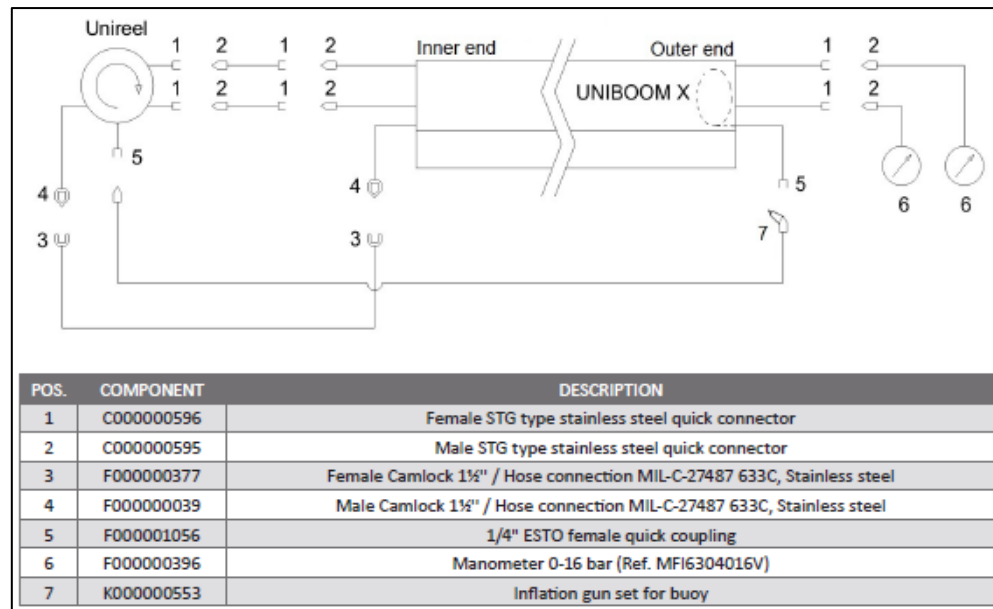 Unireel
1 2 1 2 Inner end Outer end 1 2
UNIBOOM X
1 2 1 2 1 2
5
4 4 5
6 6
3 3 7
POS. COMPONENT DESCRIPTION
1 C000000596 Female STG type stainless steel quick connector
2 C000000595 Male STG type stainless steel quick connector
3 F000000377 Female Camlock 1½" / Hose connection MIL-C-27487 633C, Stainless steel
4 F000000039 Male Camlock 1½" / Hose connection MIL-C-27487 633C, Stainless steel
5 F000001056 1/4" ESTO female quick coupling
6 F000000396 Manometer 0-16 bar (Ref. MFI6304016V)
7 K000000553 Inflation gun set for buoy